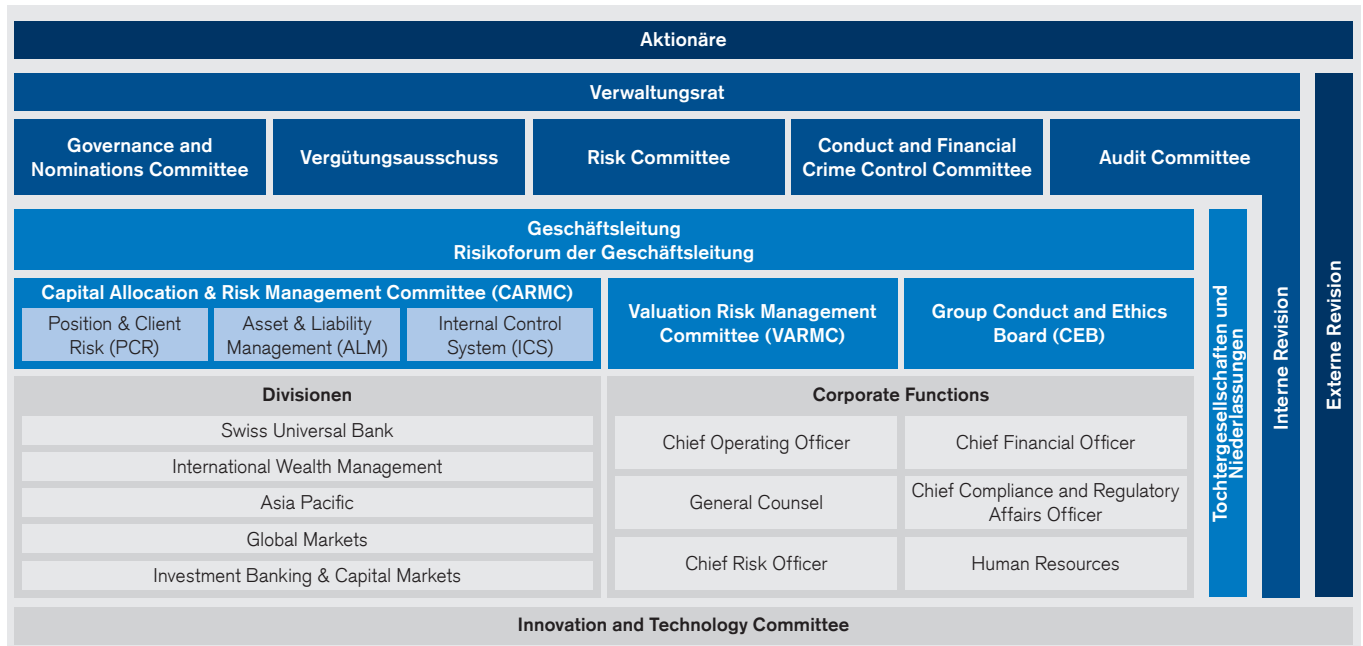 Aktionäre
Verwaltungsrat
Governance and
Nominations Committee
Vergütungsausschuss
Risk Committee
Conduct and Financial
Crime Control Committee
Audit Committee
Geschäftsleitung
Risikoforum der Geschäftsleitung
Capital Allocation & Risk Management Committee (CARMC)
Position & Client
Risk (PCR)
Asset & Liability
Management (ALM)
Internal Control
System (ICS)
Valuation Risk Management
Committee (VARMC)
Group Conduct and Ethics
Board (CEB)
Divisionen
Swiss Universal Bank
International Wealth Management
Asia Pacific
Global Markets
Investment Banking & Capital Markets
Corporate Functions
Chief Operating Officer
Chief Financial Officer
General Counsel
Chief Compliance and Regulatory
Affairs Officer
Chief Risk Officer
Human Resources
Tochtergesellschaften und
Niederlassungen
Interne Revision
Externe Revision
Innovation and Technology Committee